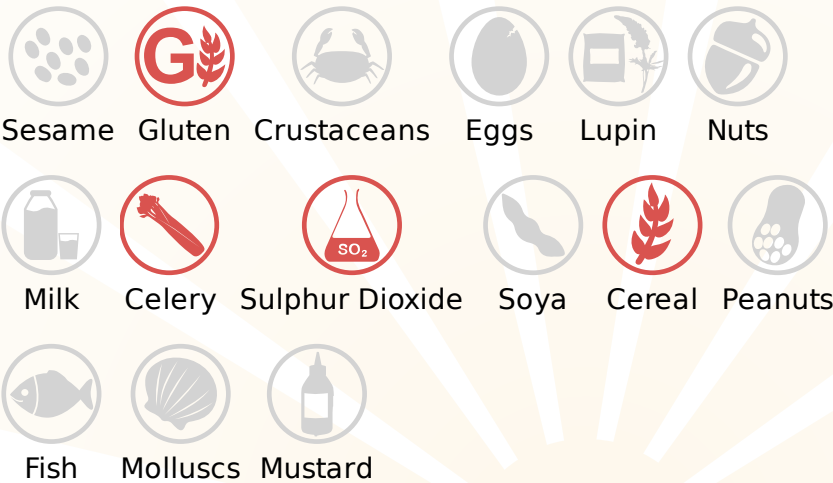 G
Sesame Gluten Crustaceans Eggs Lupin Nuts
SO₂
Milk Celery Sulphur Dioxide Soya Cereal Peanuts
Fish Molluscs Mustard